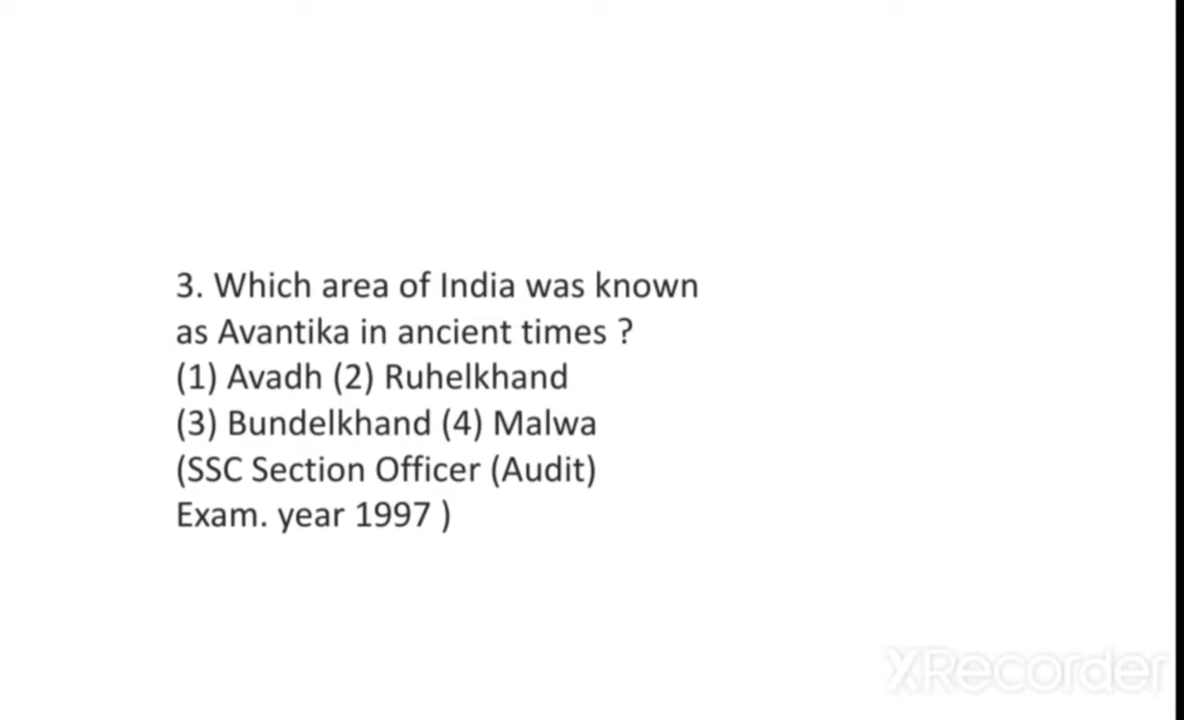 3. Which area of India was known
as Avantika in ancient times ?
(1) Avadh (2) Ruhelkhand
(3) Bundelkhand (4) Malwa
(SSC Section Officer (Audit)
Exam. year 1997 )
XRecorder